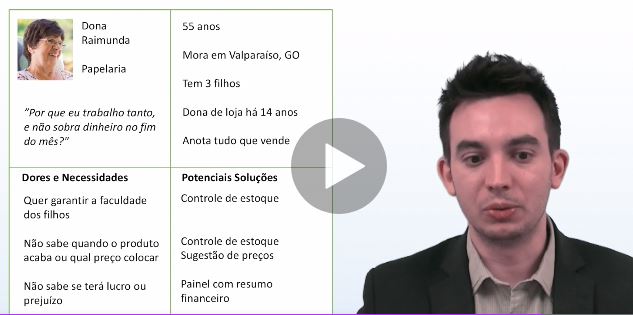 Dona
Raimunda
Papelaria
"Por que eu trabalho tanto,
e não sobra dinheiro no fim
do mês?"
55 anos
Mora em Valparaíso, GO
Tem 3 filhos
Dona de loja há 14 anos
Anota tudo que vende
Dores e Necessidades
Quer garantir a faculdade
dos filhos
Não sabe quando o produto
acaba ou qual preço colocar
Não sabe se terá lucro ou
prejuízo
Potenciais Soluções
Controle de estoque
Controle de estoque
Sugestão de preços
Painel com resumo
financeiro